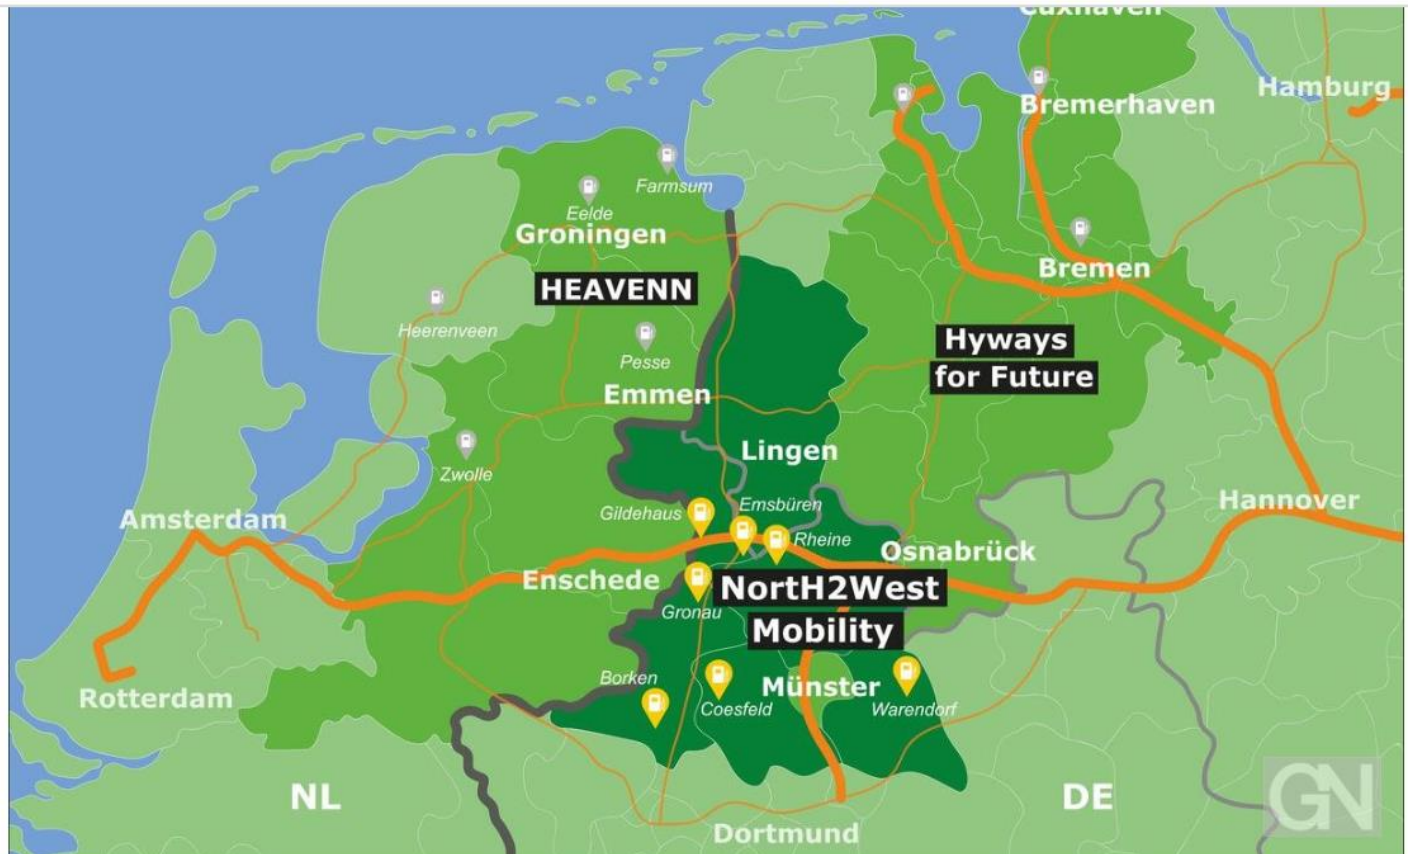 Cuxhaven
Hamburg
Bremerhaven
Farmsum
Eelde
Groningen
Bremen
HEAVENN
Heerenveen
Hyways
for Future
Pesse
Emmen
Lingen
Zwolle
Hannover
Gildehaus
Emsbüren
Amsterdam
Rheine
Osnabrück
Enschede
NortH2West
Mobility
Gronau
Borken
Münster
Rotterdam
Coesfeld
Warendorf
NL
DE
GN
Dortmund